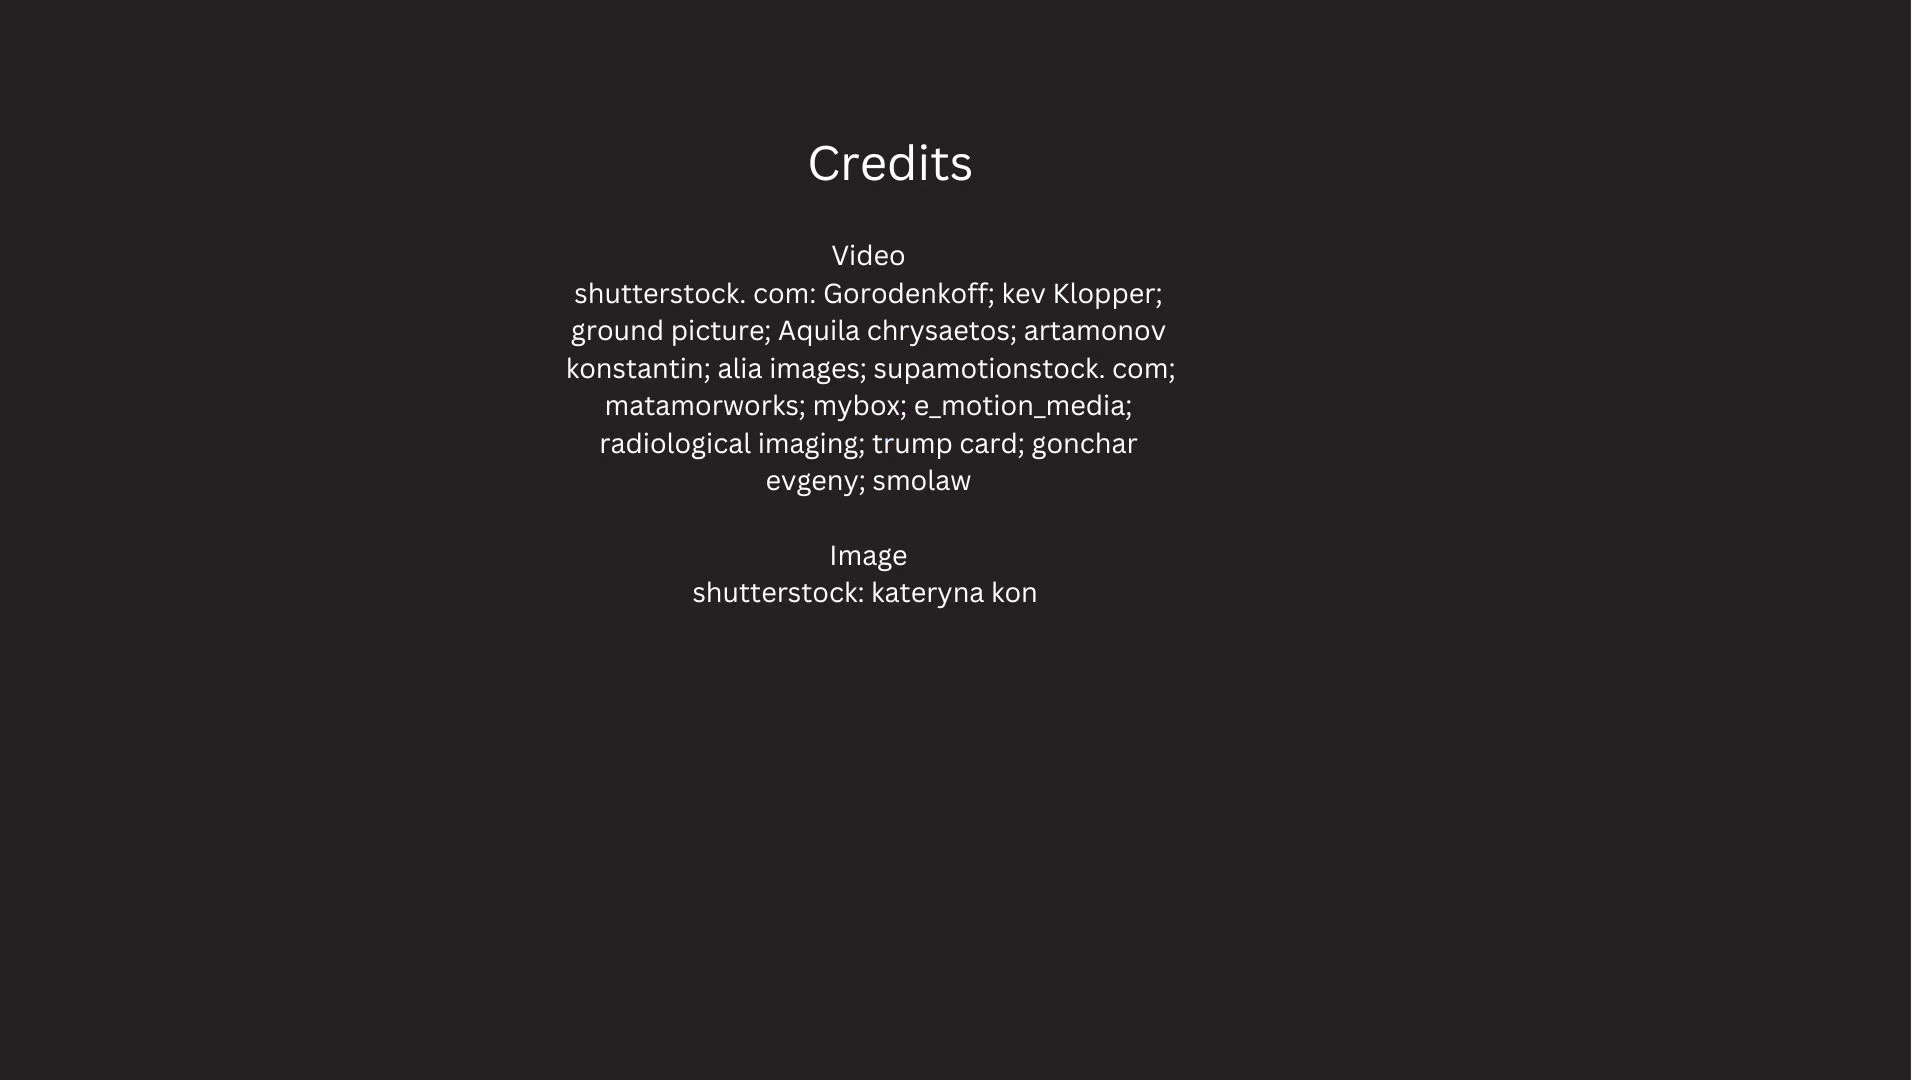 Credits
Video
shutterstock. com: Gorodenkoff; kev Klopper;
ground picture; Aquila chrysaetos; artamonov
konstantin; alia images; supamotionstock. com;
matamorworks; mybox; e_motion_media;
radiological imaging; trump card; gonchar
evgeny; smolaw
Image
shutterstock: kateryna kon